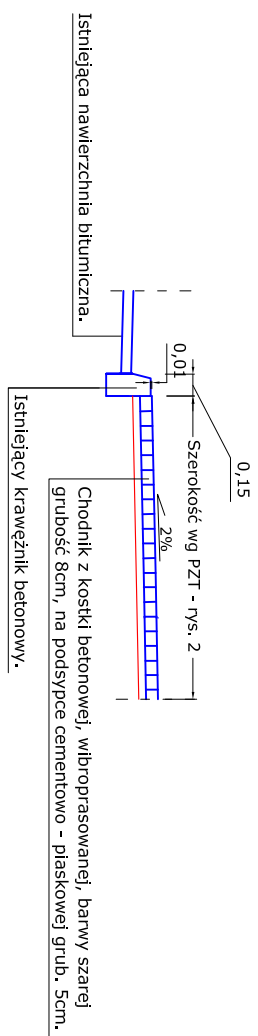 0,15
Szerokość wg PZT - rys. 2
0,01
2%
Istniejąca nawierzchnia bitumiczna.
Istniejący krawężnik betonowy.
Chodnik z kostki betonowej, wibroprasowanej, barwy szarej
grubość 8cm, na podsypce cementowo - piaskowej grub. 5cm.